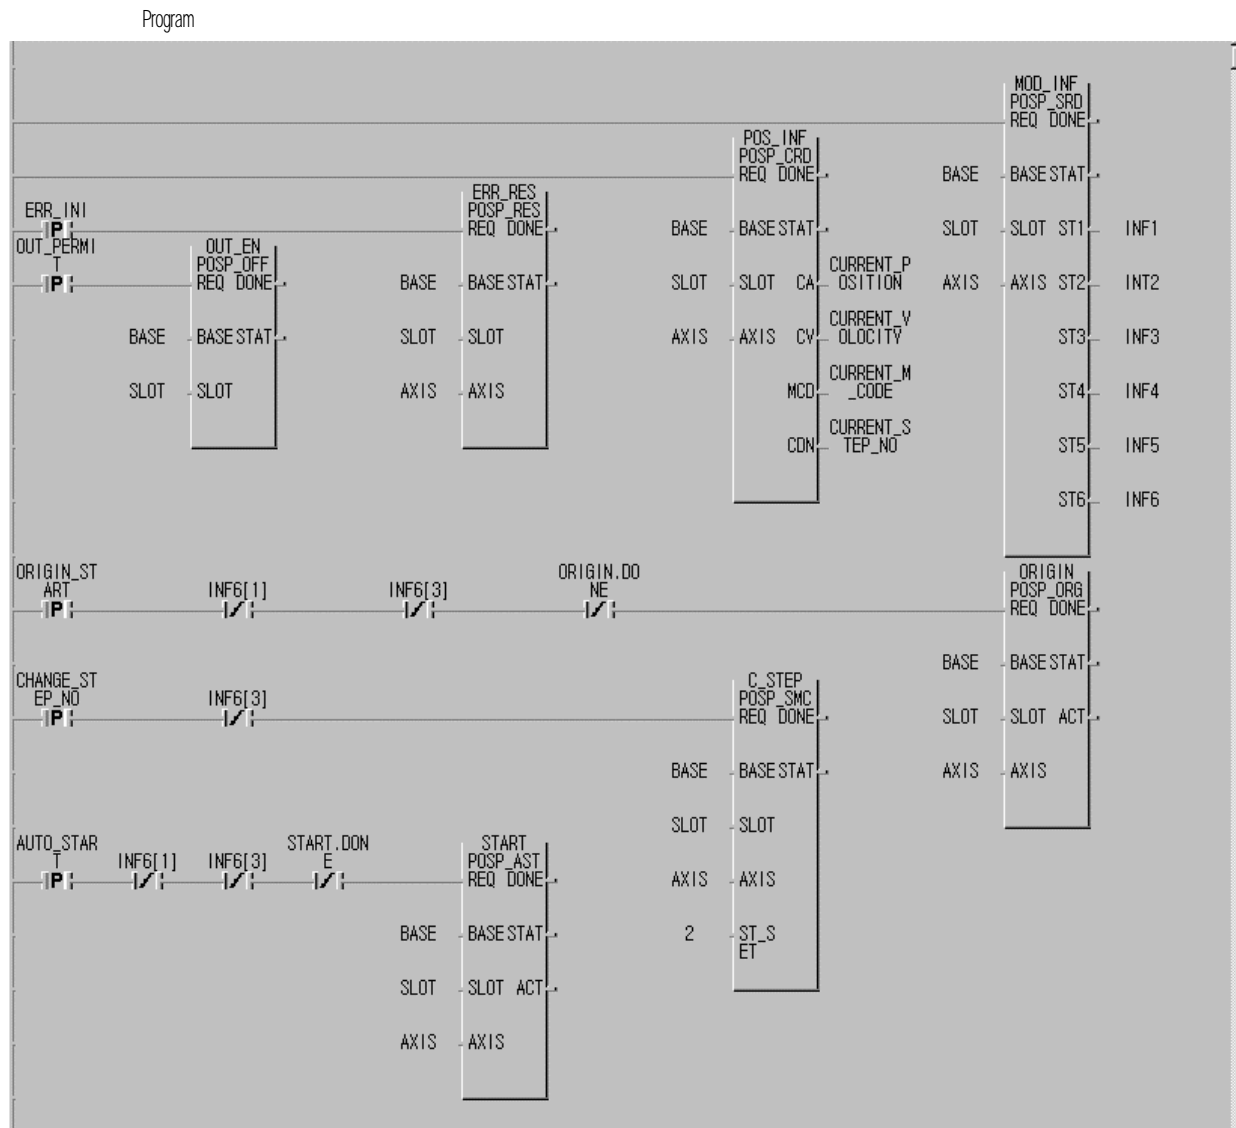 Program
MOD_INF
POSP_SRD
REQ DONE
BASE BASE STAT
SLOT SLOT ST1 INF1
AXIS AXIS ST2 INT2
ST3 INF3
ST4 INF4
ST5 INF5
ST6 INF6
POS_INF
POSP_CRD
REQ DONE
BASE BASE STAT
SLOT SLOT CA CURRENT_P
OSITION
AXIS AXIS CV CURRENT_V
OLOCITY
MCD CURRENT_M
_CODE
CDN CURRENT_S
TEP_NO
ERR_INI
P
ERR_RES
POSP_RES
REQ DONE
BASE BASE STAT
SLOT SLOT
AXIS AXIS
OUT_PERMI
T
P
OUT_EN
POSP_OFF
REQ DONE
BASE BASE STAT
SLOT SLOT
ORIGIN_ST
ART
P
INF6[1]
INF6[3]
ORIGIN.DO
NE
ORIGIN
POSP_ORG
REQ DONE
BASE BASE STAT
SLOT SLOT ACT
AXIS AXIS
CHANGE_ST
EP_NO
P
INF6[3]
C_STEP
POSP_SMC
REQ DONE
BASE BASE STAT
SLOT SLOT
AXIS AXIS
2 ST_S
ET
AUTO_STAR
T
P
INF6[1]
INF6[3]
START.DON
E
START
POSP_AST
REQ DONE
BASE BASE STAT
SLOT SLOT ACT
AXIS AXIS